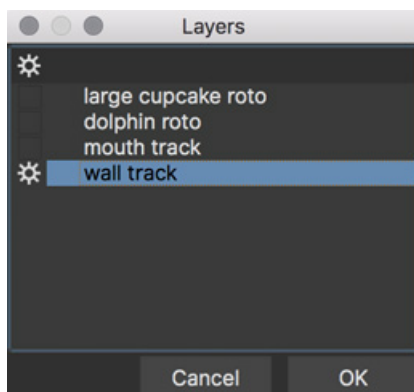 Layers
large cupcake roto
dolphin roto
mouth track
wall track
Cancel OK